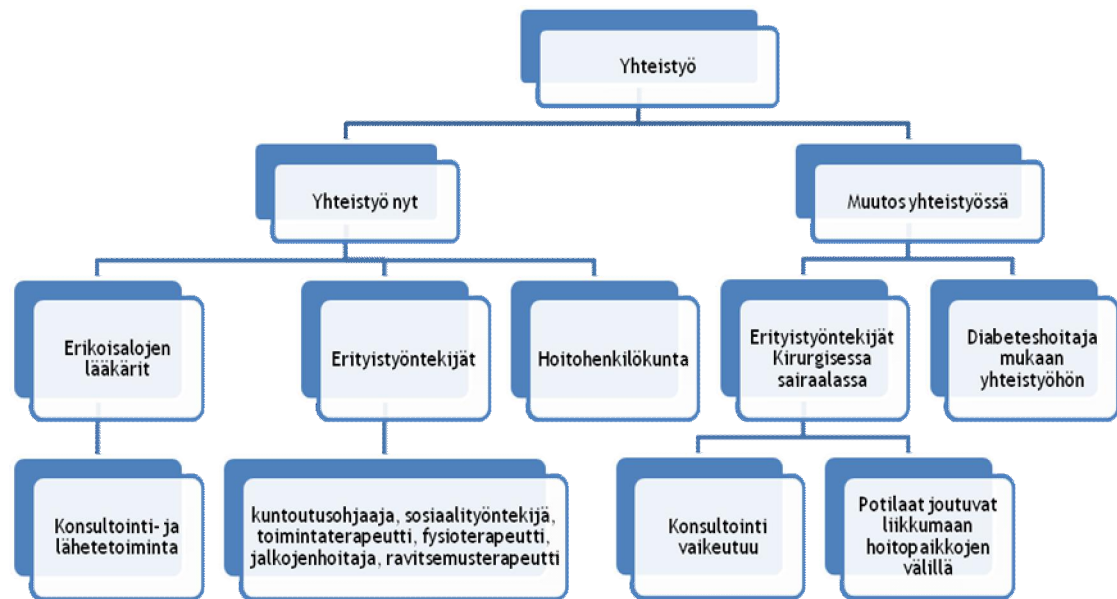 Yhteistyö
Yhteistyö nyt
Muutos yhteistyössä
Erikoisalojen
lääkärit
Erityistyöntekijät
Hoitohenkilökunta
Erityistyöntekijät
Kirurgisessa
sairaalassa
Diabeteshoitaja
mukaan
yhteistyöhön
Konsultointi- ja
lähetetoiminta
kuntoutusohjaaja, sosiaalityöntekijä,
toimintaterapeutti, fysioterapeutti,
jalkojenhoitaja, ravitsemusterapeutti
Konsultointi
vaikeutuu
Potilaat joutuvat
liikkumaan
hoitopaikkojen
välillä